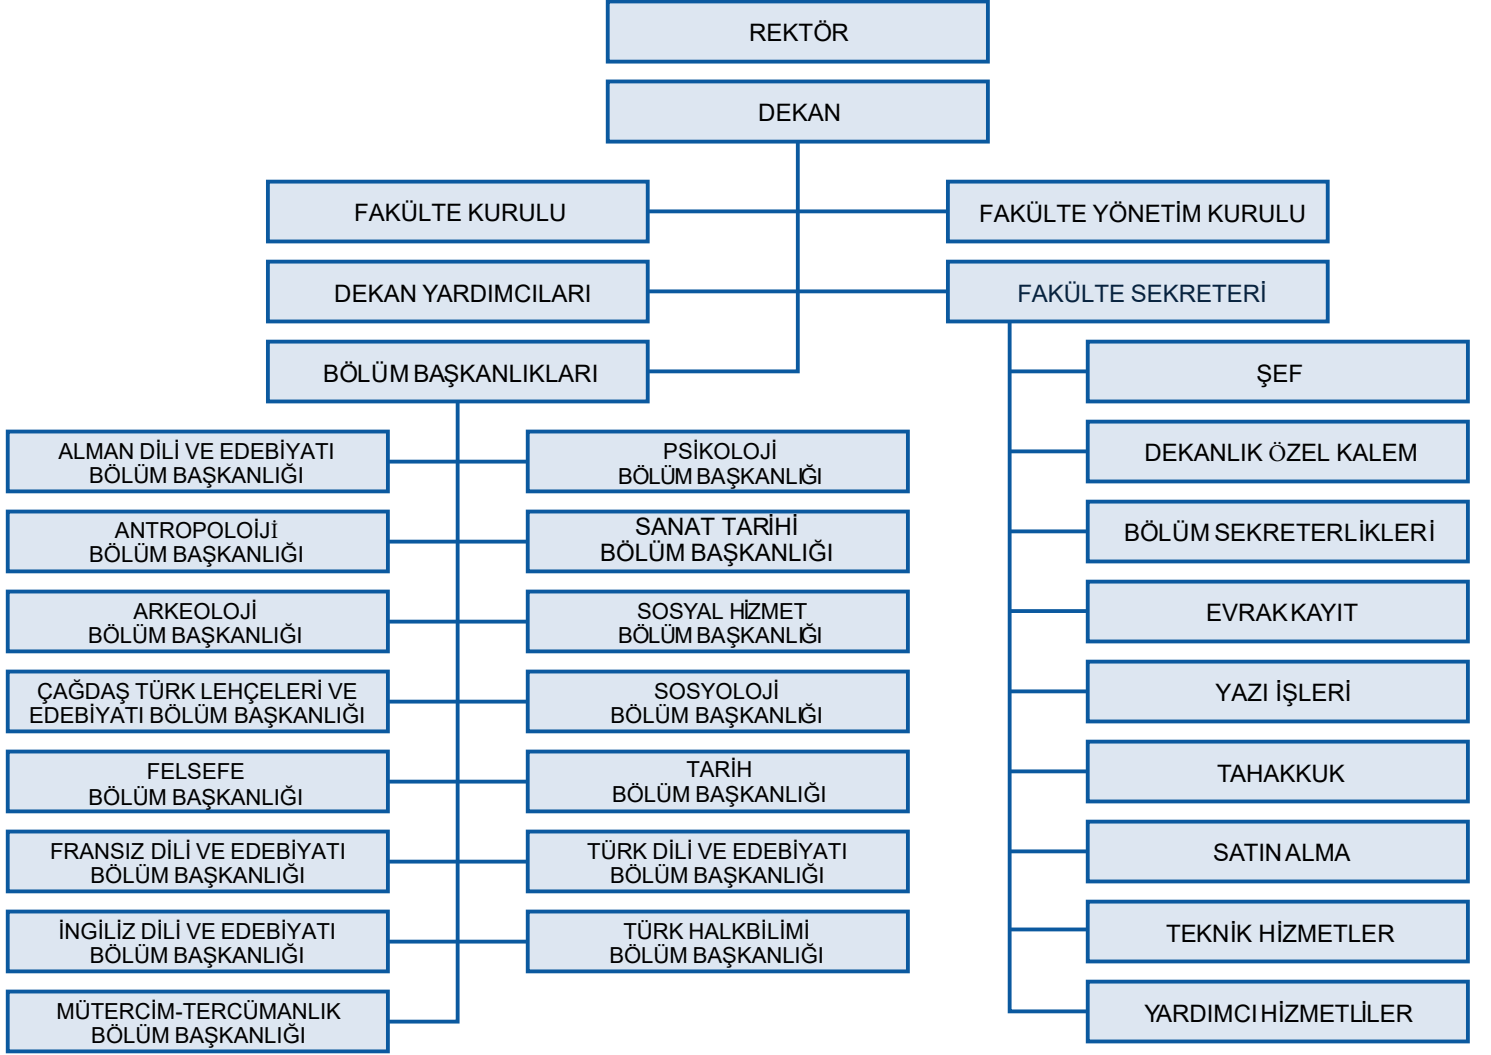 REKTÖR
DEKAN
FAKÜLTE KURULU
FAKÜLTE YÖNETİM KURULU
DEKAN YARDIMCILARI
FAKÜLTE SEKRETERİ
BÖLÜM BAŞKANLIKLARI
ALMAN DİLİ VE EDEBİYATI
BÖLÜM BAŞKANLIĞI
ANTROPOLOİJİ
BÖLÜM BAŞKANLIĞI
ARKEOLOJİ
BÖLÜM BAŞKANLIĞI
ÇAĞDAŞ TÜRK LEHÇELERİ VE
EDEBİYATI BÖLÜM BAŞKANLIĞI
FELSEFE
BÖLÜM BAŞKANLIĞI
FRANSIZ DİLİ VE EDEBİYATI
BÖLÜM BAŞKANLIĞI
İNGİLİZ DİLİ VE EDEBİYATI
BÖLÜM BAŞKANLIĞI
MÜTERCİM-TERCÜMANLIK
BÖLÜM BAŞKANLIĞI
PSİKOLOJİ
BÖLÜM BAŞKANLIĞI
SANAT TARİHİ
BÖLÜM BAŞKANLIĞI
SOSYAL HİZMET
BÖLÜM BAŞKANLIĞI
SOSYOLOJİ
BÖLÜM BAŞKANLIĞI
TARİH
BÖLÜM BAŞKANLIĞI
TÜRK DİLİ VE EDEBİYATI
BÖLÜM BAŞKANLIĞI
TÜRK HALKBİLİMİ
BÖLÜM BAŞKANLIĞI
ŞEF
DEKANLIK ÖZEL KALEM
BÖLÜM SEKRETERLİKLERİ
EVRAK KAYIT
YAZI İŞLERİ
TAHAKKUK
SATIN ALMA
TEKNİK HİZMETLER
YARDIMCI HİZMETLİLER